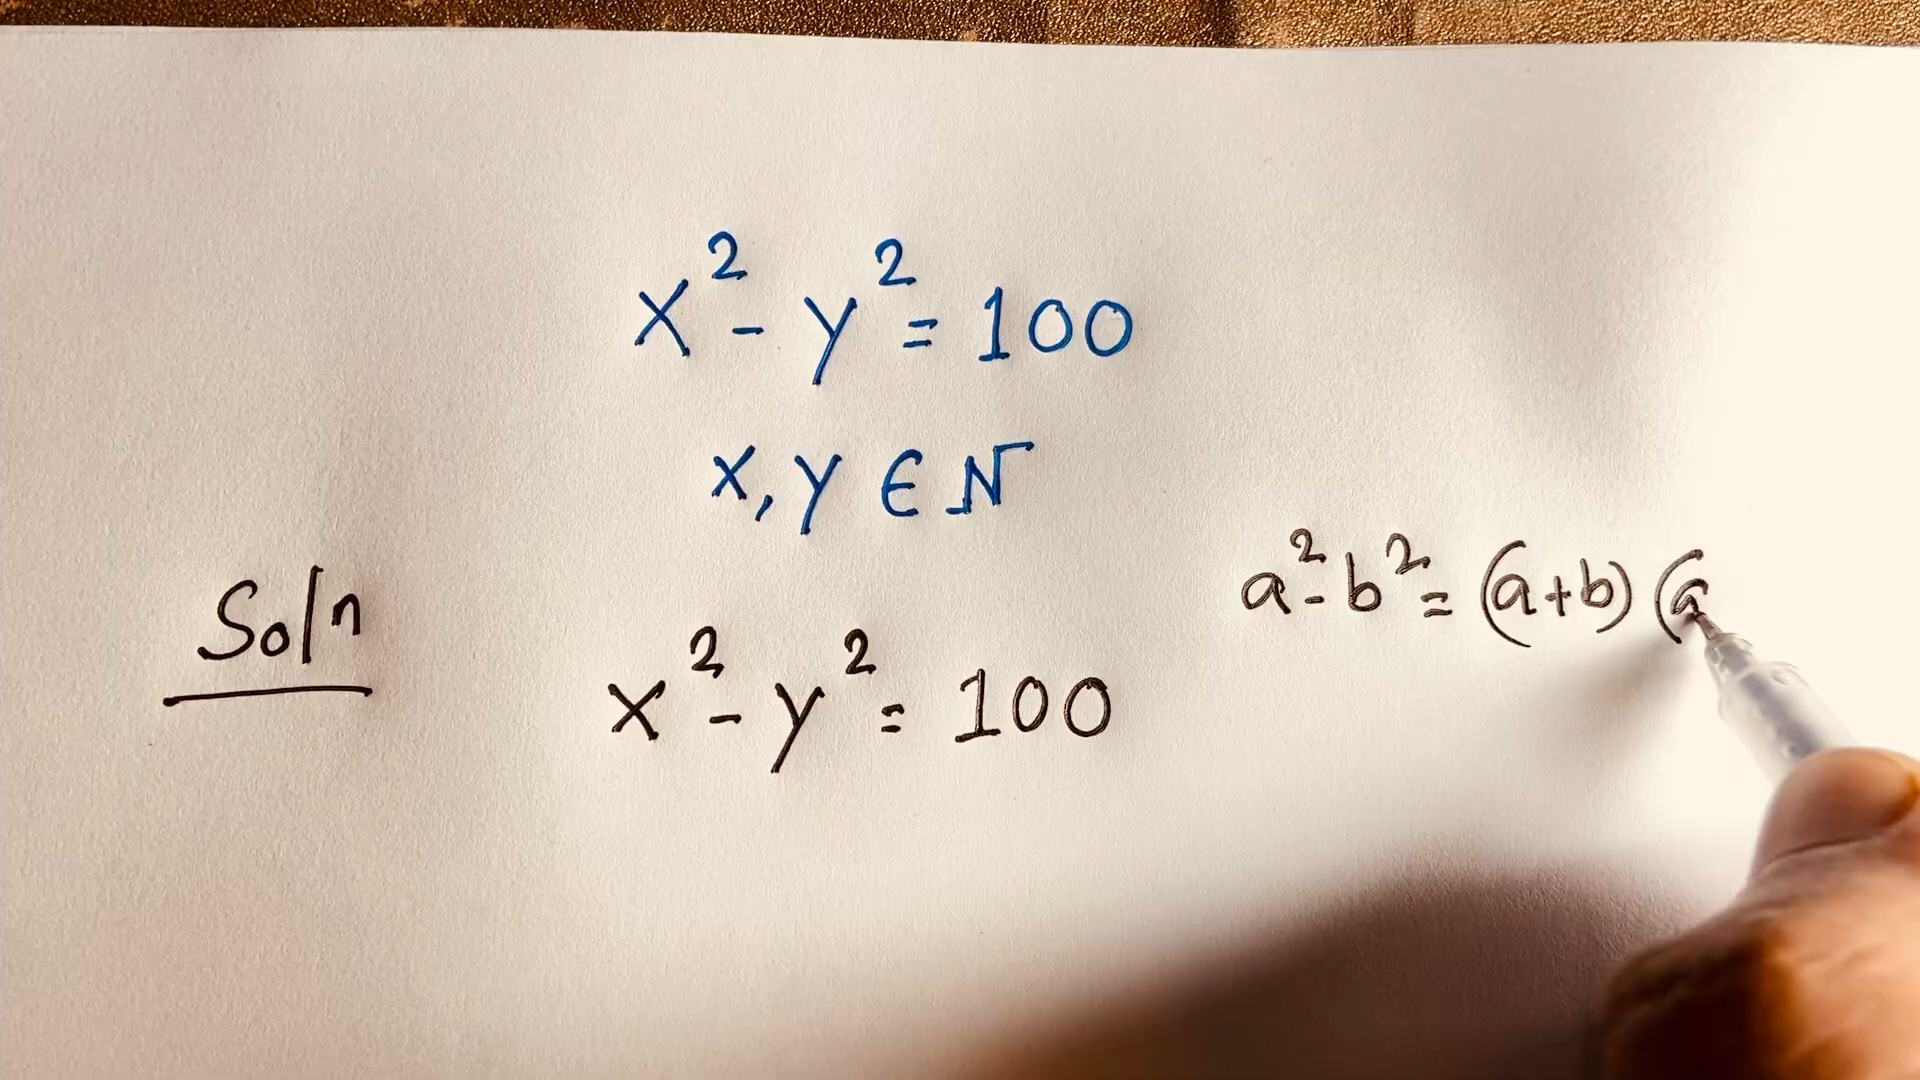 x² - y² = 100
x, y ∈ N
Soln
a² - b² = (a+b) (a
x² - y² = 100